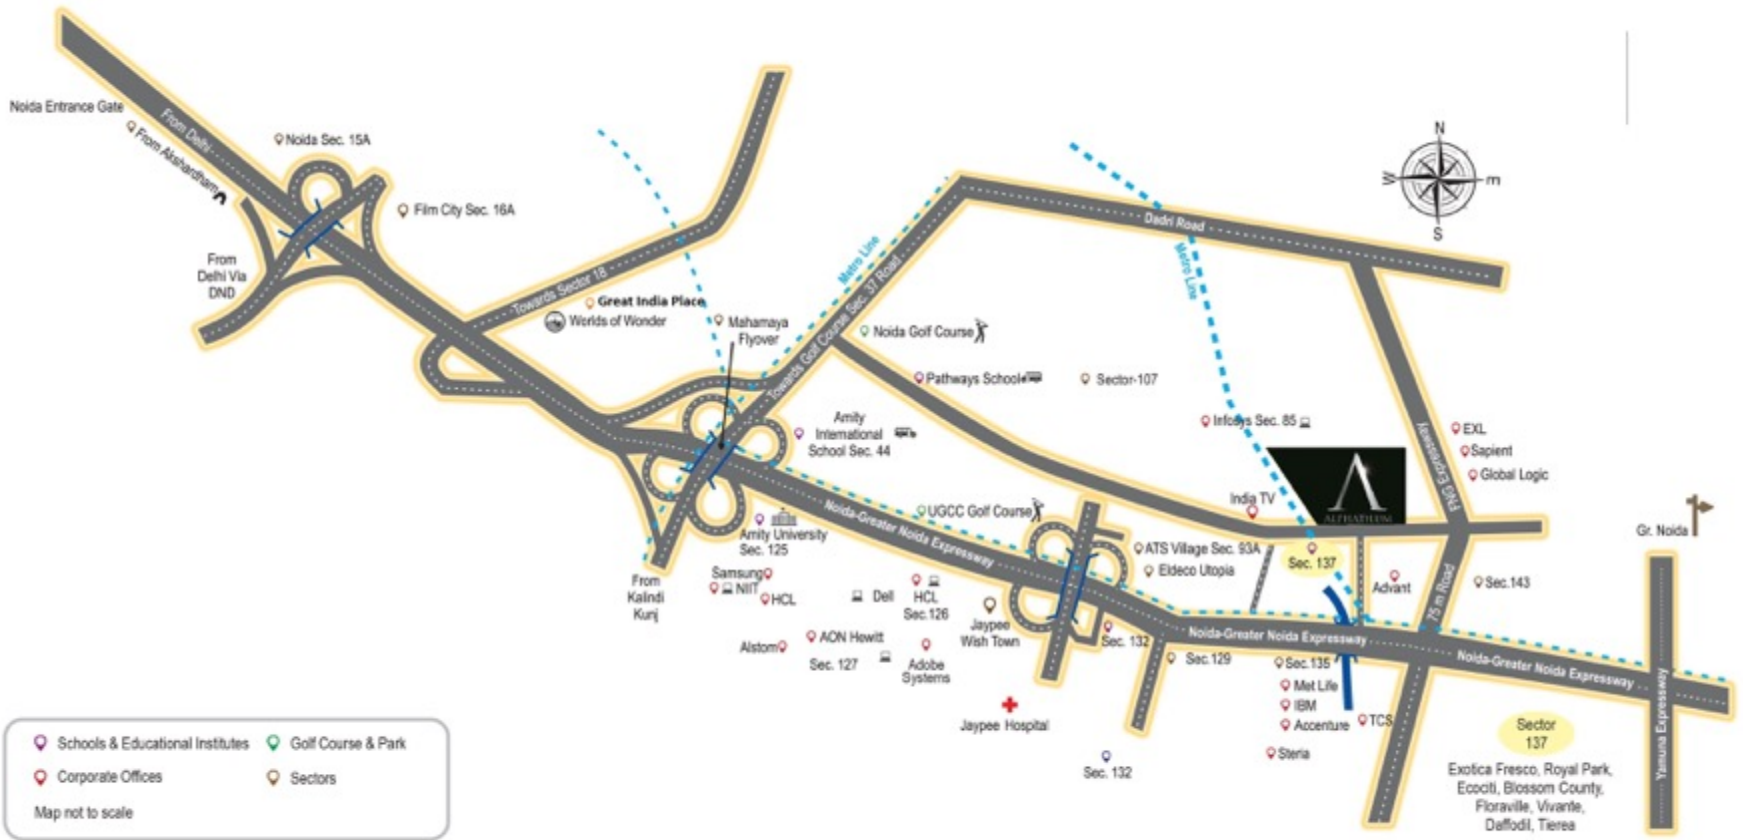 Noida Entrance Gate
From Delhi
From Akshardham
Noida Sec. 15A
Film City Sec. 16A
From
Delhi Via
DND
Towards Sector 18
Great India Place
Worlds of Wonder
Mahamaya
Flyover
Metro Line
Towards Golf Course Sec. 37 Road
Dadri Road
Metro Line
N
W
m
S
Noida Golf Course
Pathways Schoole
Sector-107
Amity
International
School Sec. 44
Infosys Sec. 85
EXL
Sapient
Global Logic
FNG Expressway
India TV
ALPHATHUM
UGCC Golf Course
Noida-Greater Noida Expressway
Amity University
Sec. 125
Samsung
NIIT
HCL
From
Kalindi
Kunj
Dell
HCL
Sec.126
Alstom
AON Hewitt
Sec. 127
Adobe
Systems
Jaypee
Wish Town
Jaypee Hospital
ATS Village Sec. 93A
Eldeco Utopia
Sec. 137
Advant
75 m Road
Sec.143
Gr. Noida
Sec. 132
Sec.129
Noida-Greater Noida Expressway
Sec.135
Met Life
IBM
Accenture
TCS
Steria
Sec. 132
Noida-Greater Noida Expressway
Yamuna Expressway
Sector
137
Exotica Fresco, Royal Park,
Ecociti, Blossom County,
Floraville, Vivante,
Daffodil, Tierea
Schools & Educational Institutes
Golf Course & Park
Corporate Offices
Sectors
Map not to scale